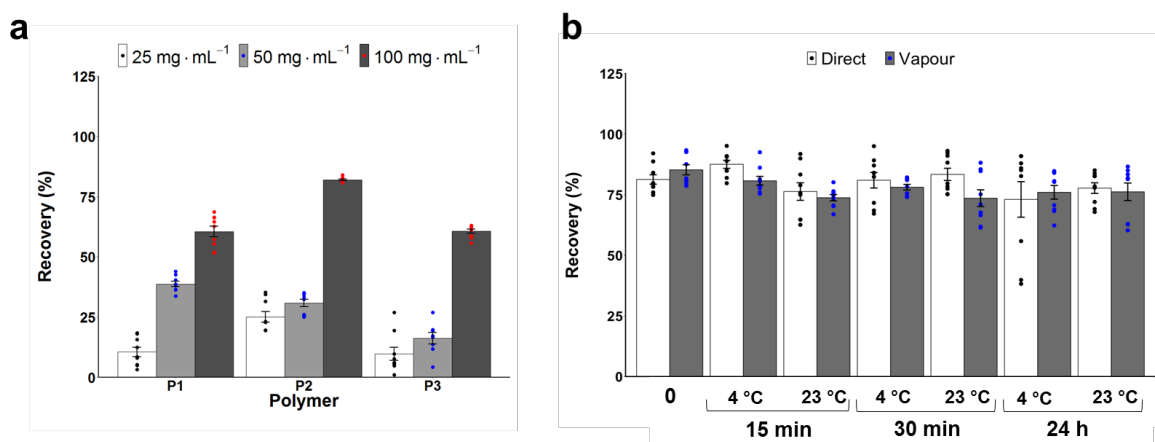 a
25 mg · mL⁻¹ 50 mg · mL⁻¹ 100 mg · mL⁻¹
125
100
75
50
25
0
Recovery (%)
P1 P2 P3
Polymer
b
Direct Vapour
125
100
75
50
25
0
Recovery (%)
0 4 °C 23 °C 4 °C 23 °C 4 °C 23 °C
15 min 30 min 24 h